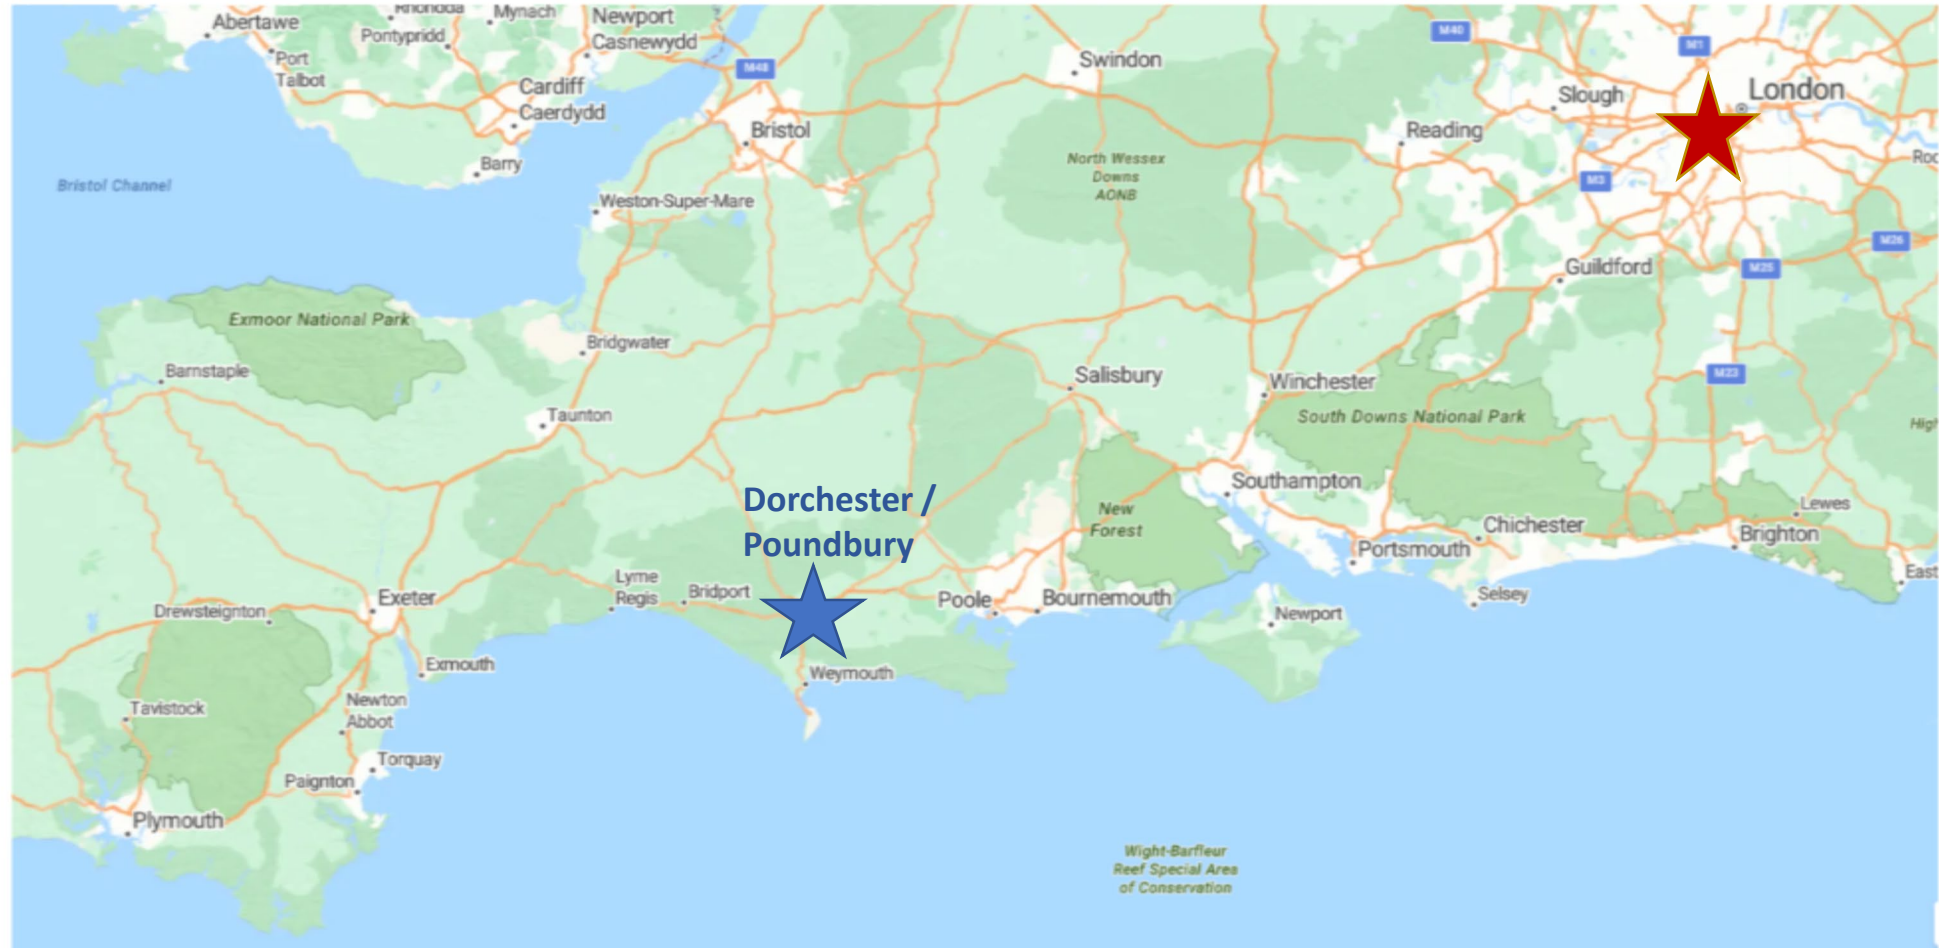 Rhondda
Mynach
Newport
Casnewydd
Abertawe
Pontypridd
Port
Talbot
Cardiff
Caerdydd
Barry
M48
Bristol
Swindon
M40
M1
London
Slough
Reading
M3
North Wessex
Downs
AONB
Bristol Channel
Weston-Super-Mare
M26
M25
Guildford
Exmoor National Park
Bridgwater
Barnstaple
Taunton
Salisbury
Winchester
M23
South Downs National Park
Southampton
New
Forest
Dorchester /
Poundbury
Chichester
Lewes
Brighton
Portsmouth
East
Selsey
Newport
Lyme
Regis
Bridport
Poole
Bournemouth
Exeter
Drewsteignton
Exmouth
Weymouth
Tavistock
Newton
Abbot
Torquay
Paignton
Plymouth
Wight-Barfleur
Reef Special Area
of Conservation